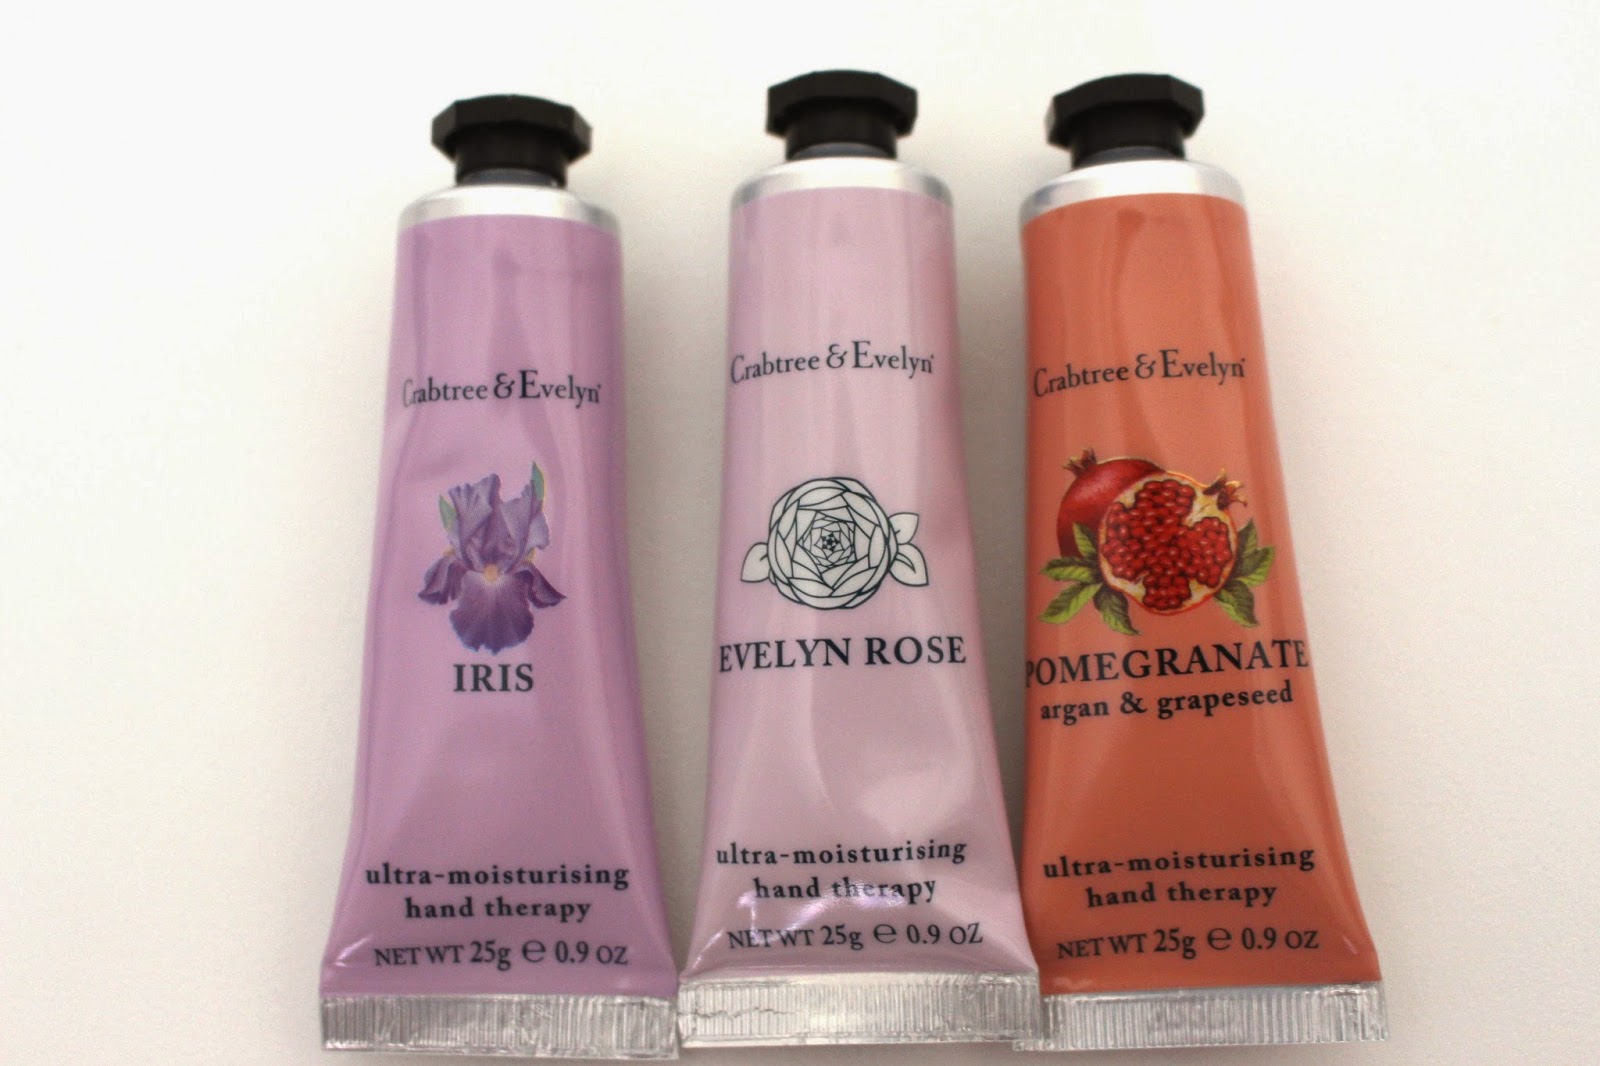 Crabtree & Evelyn®
IRIS
ultra-moisturising
hand therapy
NET WT 25g ℮ 0.9 OZ
Crabtree & Evelyn®
EVELYN ROSE
ultra-moisturising
hand therapy
NET WT 25g ℮ 0.9 OZ
Crabtree & Evelyn®
POMEGRANATE
argan & grapeseed
ultra-moisturising
hand therapy
NET WT 25g ℮ 0.9 OZ